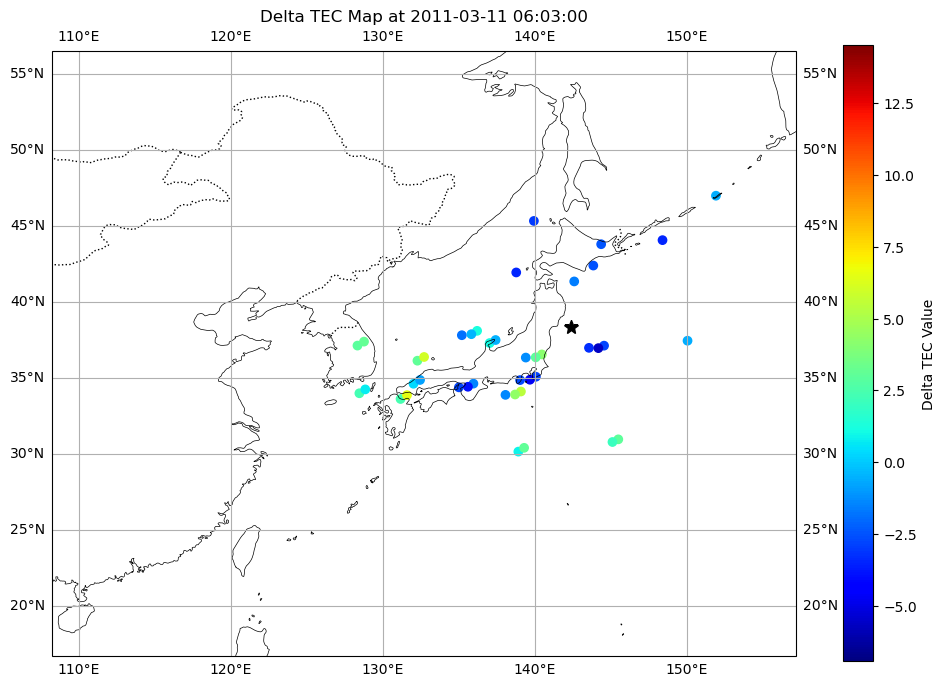 Delta TEC Map at 2011-03-11 06:03:00
110°E 120°E 130°E 140°E 150°E
55°N 55°N 12.5
50°N 50°N 10.0
45°N 45°N 7.5
40°N 40°N 5.0
35°N 35°N 2.5
30°N 30°N 0.0
25°N 25°N −2.5
20°N 20°N −5.0
110°E 120°E 130°E 140°E 150°E
Delta TEC Value